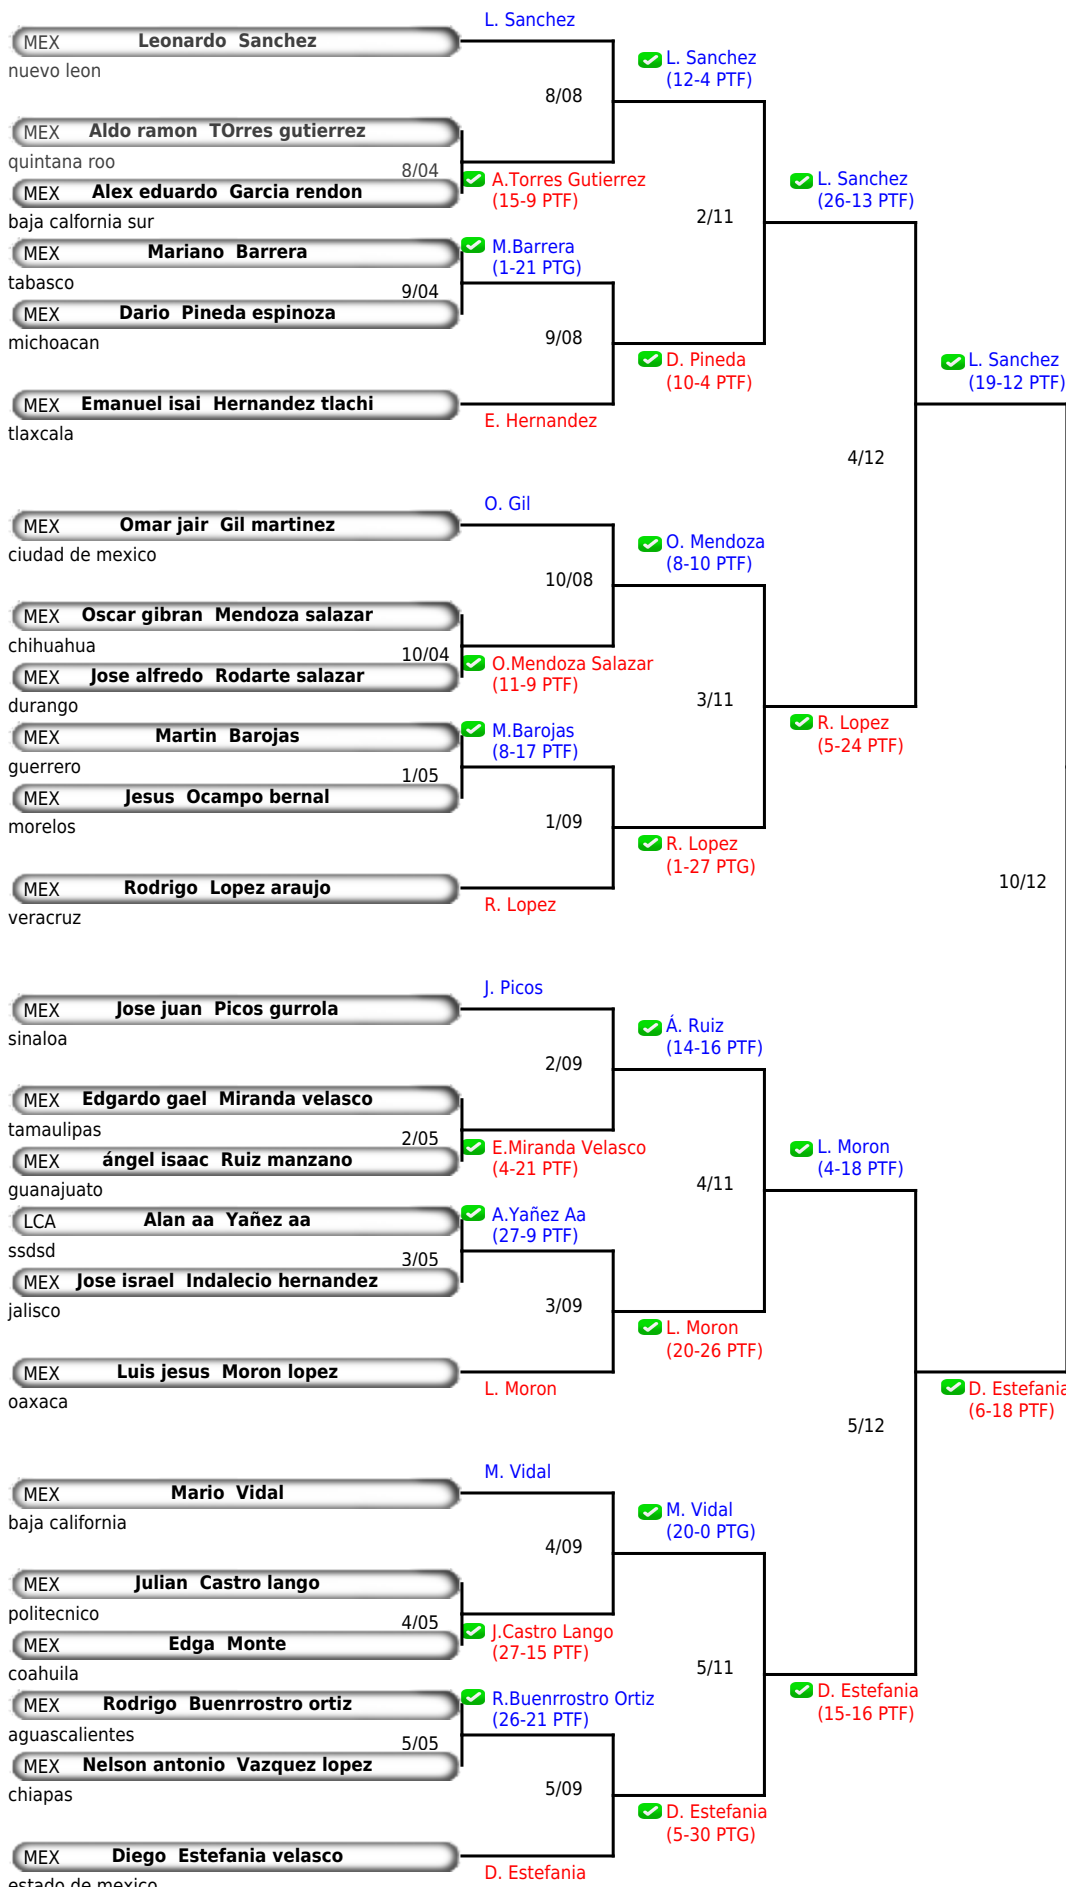 L. Sanchez
MEX Leonardo Sanchez
nuevo leon
L. Sanchez
(12-4 PTF)
8/08
MEX Aldo ramon TOrres gutierrez
quintana roo
8/04
A.Torres Gutierrez
(15-9 PTF)
MEX Alex eduardo Garcia rendon
baja calfornia sur
L. Sanchez
(26-13 PTF)
2/11
MEX Mariano Barrera
tabasco
M.Barrera
(1-21 PTG)
9/04
MEX Dario Pineda espinoza
michoacan
9/08
D. Pineda
(10-4 PTF)
L. Sanchez
(19-12 PTF)
MEX Emanuel isai Hernandez tlachi
tlaxcala
E. Hernandez
4/12
O. Gil
MEX Omar jair Gil martinez
ciudad de mexico
O. Mendoza
(8-10 PTF)
10/08
MEX Oscar gibran Mendoza salazar
chihuahua
10/04
O.Mendoza Salazar
(11-9 PTF)
MEX Jose alfredo Rodarte salazar
durango
3/11
R. Lopez
(5-24 PTF)
MEX Martin Barojas
guerrero
M.Barojas
(8-17 PTF)
1/05
MEX Jesus Ocampo bernal
morelos
1/09
R. Lopez
(1-27 PTG)
MEX Rodrigo Lopez araujo
veracruz
R. Lopez
10/12
J. Picos
MEX Jose juan Picos gurrola
sinaloa
Á. Ruiz
(14-16 PTF)
2/09
MEX Edgardo gael Miranda velasco
tamaulipas
2/05
E.Miranda Velasco
(4-21 PTF)
MEX ángel isaac Ruiz manzano
guanajuato
L. Moron
(4-18 PTF)
4/11
LCA Alan aa Yañez aa
ssdsd
A.Yañez Aa
(27-9 PTF)
3/05
MEX Jose israel Indalecio hernandez
jalisco
3/09
L. Moron
(20-26 PTF)
MEX Luis jesus Moron lopez
oaxaca
L. Moron
D. Estefania
(6-18 PTF)
5/12
M. Vidal
MEX Mario Vidal
baja california
M. Vidal
(20-0 PTG)
4/09
MEX Julian Castro lango
politecnico
4/05
J.Castro Lango
(27-15 PTF)
MEX Edga Monte
coahuila
5/11
D. Estefania
(15-16 PTF)
MEX Rodrigo Buenrrostro ortiz
aguascalientes
R.Buenrrostro Ortiz
(26-21 PTF)
5/05
MEX Nelson antonio Vazquez lopez
chiapas
5/09
D. Estefania
(5-30 PTG)
MEX Diego Estefania velasco
estado de mexico
D. Estefania